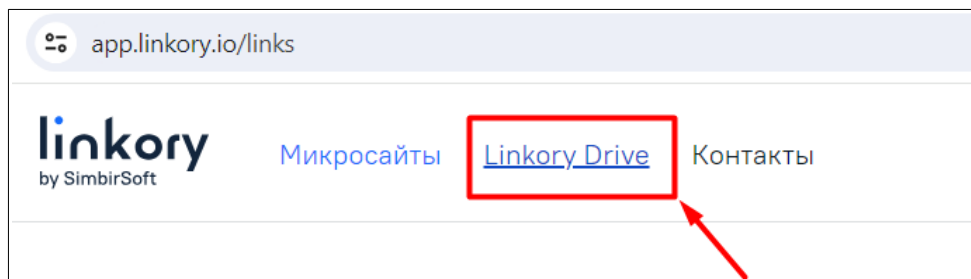 app.linkory.io/links
linkory Микросайты Linkory Drive Контакты
by SimbirSoft